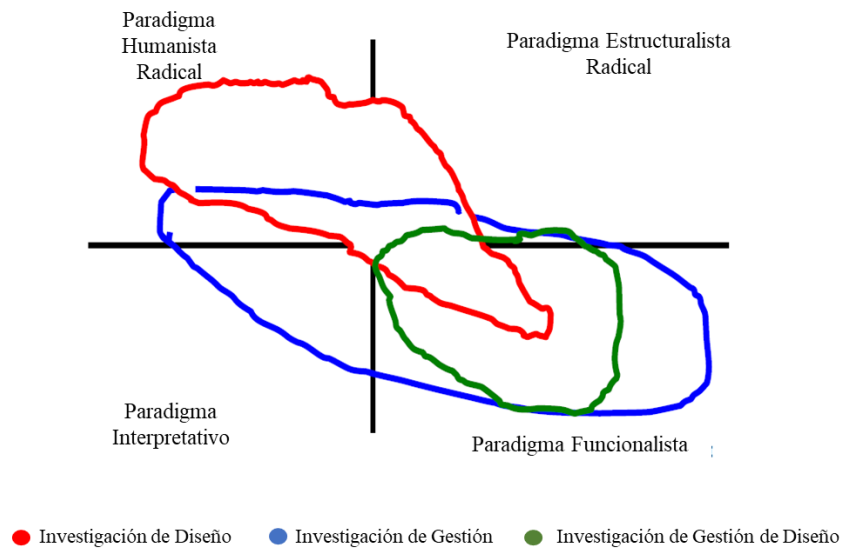 Paradigma
Humanista
Radical
Paradigma Estructuralista
Radical
Paradigma
Interpretativo
Paradigma Funcionalista
Investigación de Diseño
Investigación de Gestión
Investigación de Gestión de Diseño